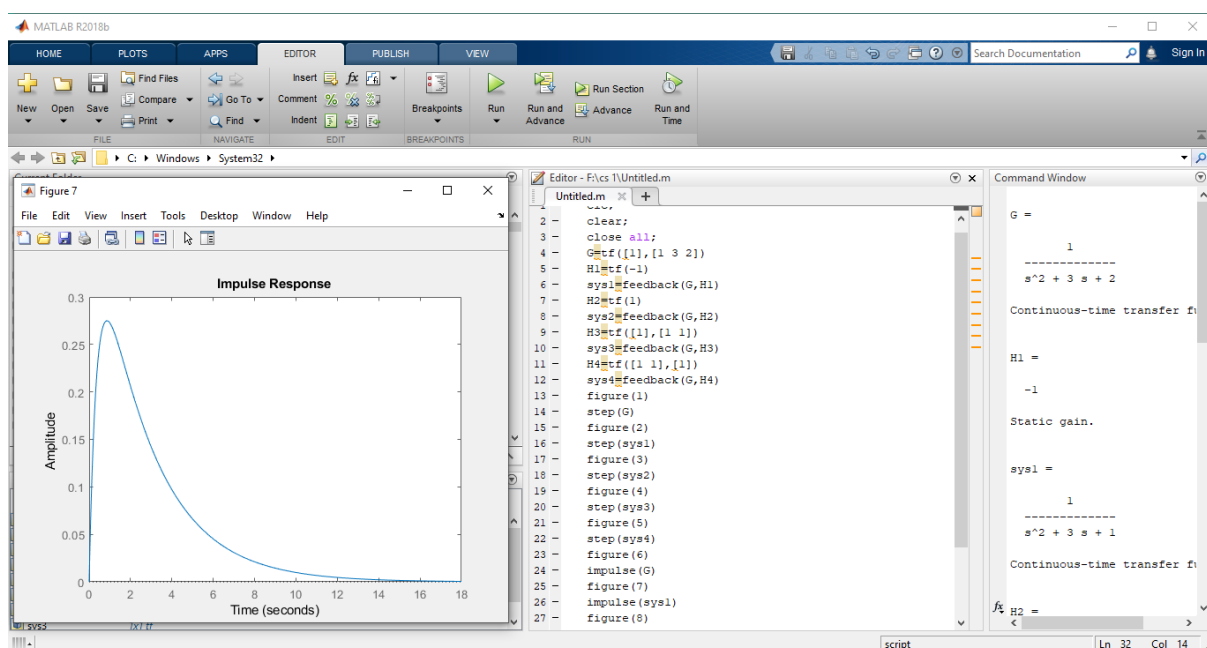 MATLAB R2018b
HOME PLOTS APPS EDITOR PUBLISH VIEW Search Documentation Sign In
New Open Save Find Files Compare Print
Go To Find
Insert fx Comment Indent
Breakpoints Run Run and Advance Run Section Advance Run and Time
FILE NAVIGATE EDIT BREAKPOINTS RUN
C: Windows System32
Figure 7
File Edit View Insert Tools Desktop Window Help
Impulse Response
Amplitude
0.3
0.25
0.2
0.15
0.1
0.05
0
0 2 4 6 8 10 12 14 16 18
Time (seconds)
sys3 1x1 tf
Editor - F:\cs 1\Untitled.m
Untitled.m
2 - clear;
3 - close all;
4 - G=tf([1],[1 3 2])
5 - H1=tf(-1)
6 - sys1=feedback(G,H1)
7 - H2=tf(1)
8 - sys2=feedback(G,H2)
9 - H3=tf([1],[1 1])
10 - sys3=feedback(G,H3)
11 - H4=tf([1 1],[1])
12 - sys4=feedback(G,H4)
13 - figure(1)
14 - step(G)
15 - figure(2)
16 - step(sys1)
17 - figure(3)
18 - step(sys2)
19 - figure(4)
20 - step(sys3)
21 - figure(5)
22 - step(sys4)
23 - figure(6)
24 - impulse(G)
25 - figure(7)
26 - impulse(sys1)
27 - figure(8)
Command Window
G =
1
-------------
s^2 + 3 s + 2
Continuous-time transfer
H1 =
-1
Static gain.
sys1 =
1
-------------
s^2 + 3 s + 1
Continuous-time transfer
fx H2 =
script Ln 32 Col 14